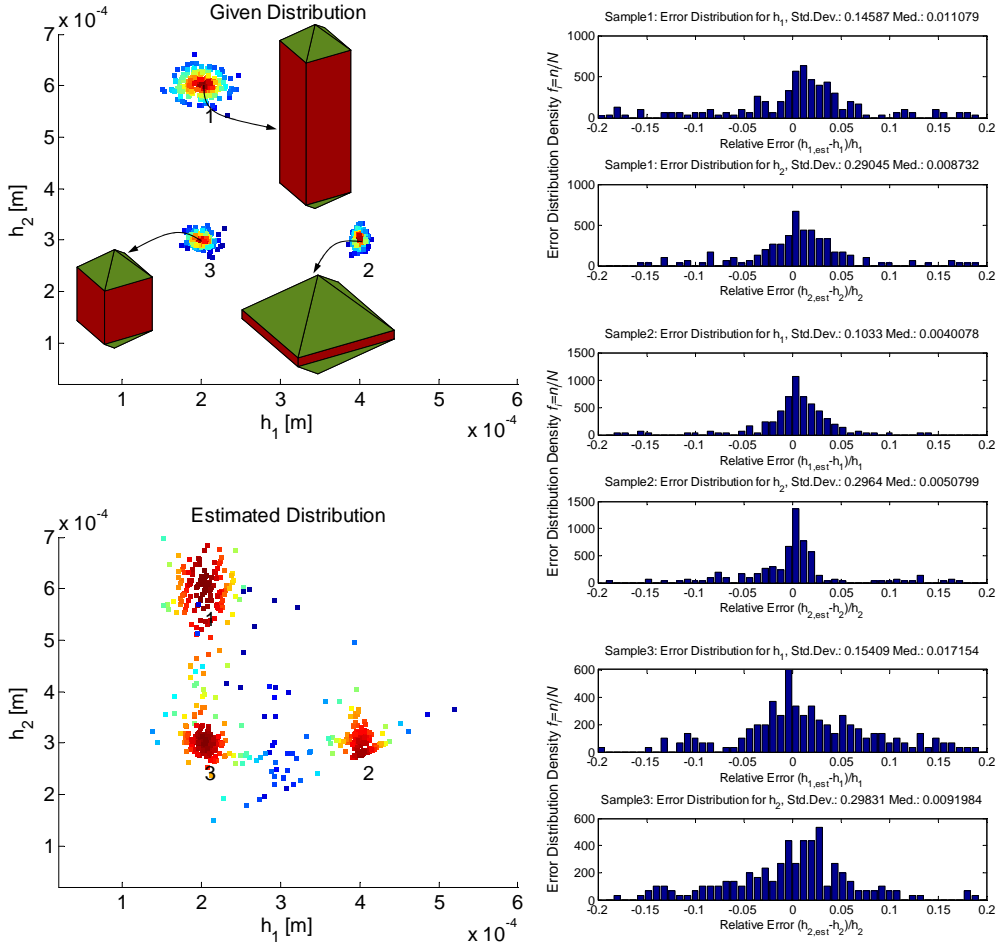 Given Distribution
x 10⁻⁴
7
6
5
4
3
2
1
h₂ [m]
1
3
2
1 2 3 4 5 6
h₁ [m]
x 10⁻⁴
Estimated Distribution
x 10⁻⁴
7
6
5
4
3
2
1
h₂ [m]
1
3
2
1 2 3 4 5 6
h₁ [m]
x 10⁻⁴
Sample1: Error Distribution for h₁, Std.Dev.: 0.14587 Med.: 0.011079
1000
500
0
-0.2 -0.15 -0.1 -0.05 0 0.05 0.1 0.15 0.2
Relative Error (h₁,est-h₁)/h₁
Error Distribution Density fᵢ=n/N
Sample1: Error Distribution for h₂, Std.Dev.: 0.29045 Med.: 0.008732
1000
500
0
-0.2 -0.15 -0.1 -0.05 0 0.05 0.1 0.15 0.2
Relative Error (h₂,est-h₂)/h₂
Sample2: Error Distribution for h₁, Std.Dev.: 0.1033 Med.: 0.0040078
1500
1000
500
0
-0.2 -0.15 -0.1 -0.05 0 0.05 0.1 0.15 0.2
Relative Error (h₁,est-h₁)/h₁
Error Distribution Density fᵢ=n/N
Sample2: Error Distribution for h₂, Std.Dev.: 0.2964 Med.: 0.0050799
1500
1000
500
0
-0.2 -0.15 -0.1 -0.05 0 0.05 0.1 0.15 0.2
Relative Error (h₂,est-h₂)/h₂
Sample3: Error Distribution for h₁, Std.Dev.: 0.15409 Med.: 0.017154
600
400
200
0
-0.2 -0.15 -0.1 -0.05 0 0.05 0.1 0.15 0.2
Relative Error (h₁,est-h₁)/h₁
Error Distribution Density fᵢ=n/N
Sample3: Error Distribution for h₂, Std.Dev.: 0.29831 Med.: 0.0091984
600
400
200
0
-0.2 -0.15 -0.1 -0.05 0 0.05 0.1 0.15 0.2
Relative Error (h₂,est-h₂)/h₂